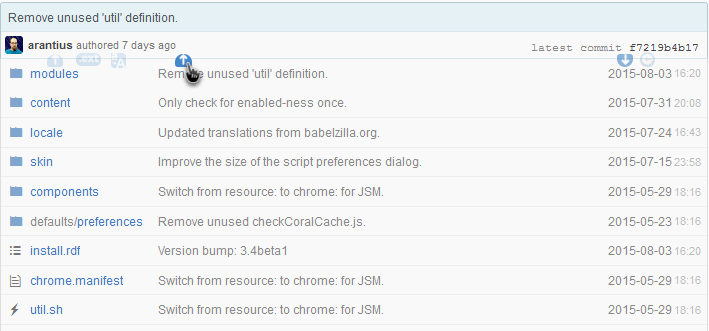 Remove unused 'util' definition.
arantius authored 7 days ago latest commit f7219b4b17
.ext A
modules Remove unused 'util' definition. 2015-08-03 16:20
content Only check for enabled-ness once. 2015-07-31 20:08
locale Updated translations from babelzilla.org. 2015-07-24 16:43
skin Improve the size of the script preferences dialog. 2015-07-15 23:58
components Switch from resource: to chrome: for JSM. 2015-05-29 18:16
defaults/preferences Remove unused checkCoralCache.js. 2015-05-23 18:16
install.rdf Version bump: 3.4beta1 2015-08-03 16:20
chrome.manifest Switch from resource: to chrome: for JSM. 2015-05-29 18:16
util.sh Switch from resource: to chrome: for JSM. 2015-05-29 18:16